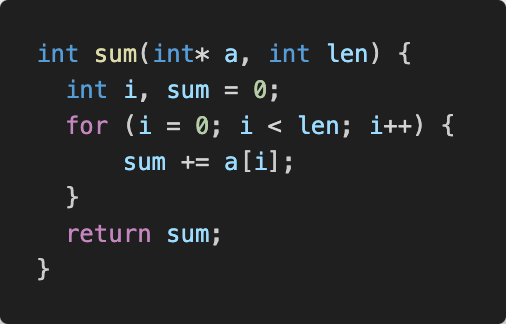 int sum(int* a, int len) {
  int i, sum = 0;
  for (i = 0; i < len; i++) {
      sum += a[i];
  }
  return sum;
}